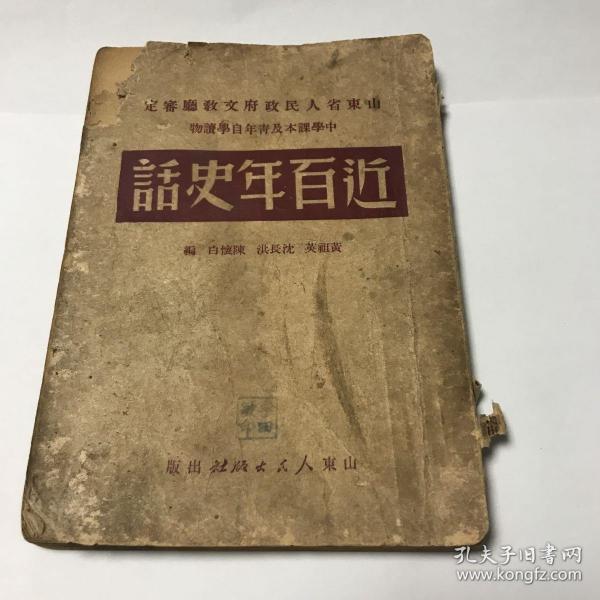 山東省人民政府文教廳審定
中學課本及青年自學讀物
近百年史話
黃祖英 沈長洪 陳懷白 編
山東人民出版社出版
孔夫子旧书网
www.kongfz.com